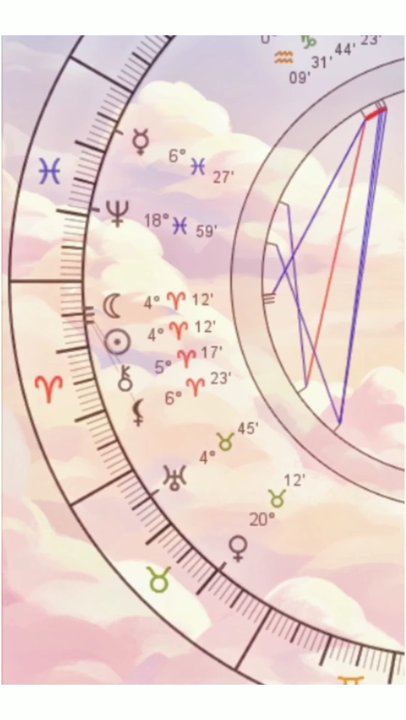 0° ♑ 44' 23'
♒ 31'
09'
☿ 6° ♓ 27'
♓
♆ 18° ♓ 59'
☾ 4° ♈ 12'
☉ 4° ♈ 12'
⚷ 5° ♈ 17'
⚸ 6° ♈ 23'
♈
♅ 4° ♉ 45'
♀ 20° ♉ 12'
♉
♊